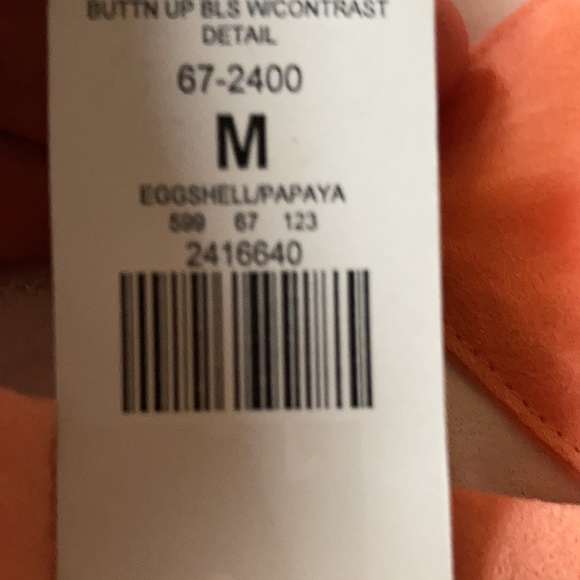 BUTTN UP BLS W/CONTRAST
DETAIL
67-2400
M
EGGSHELL/PAPAYA
599 67 123
2416640